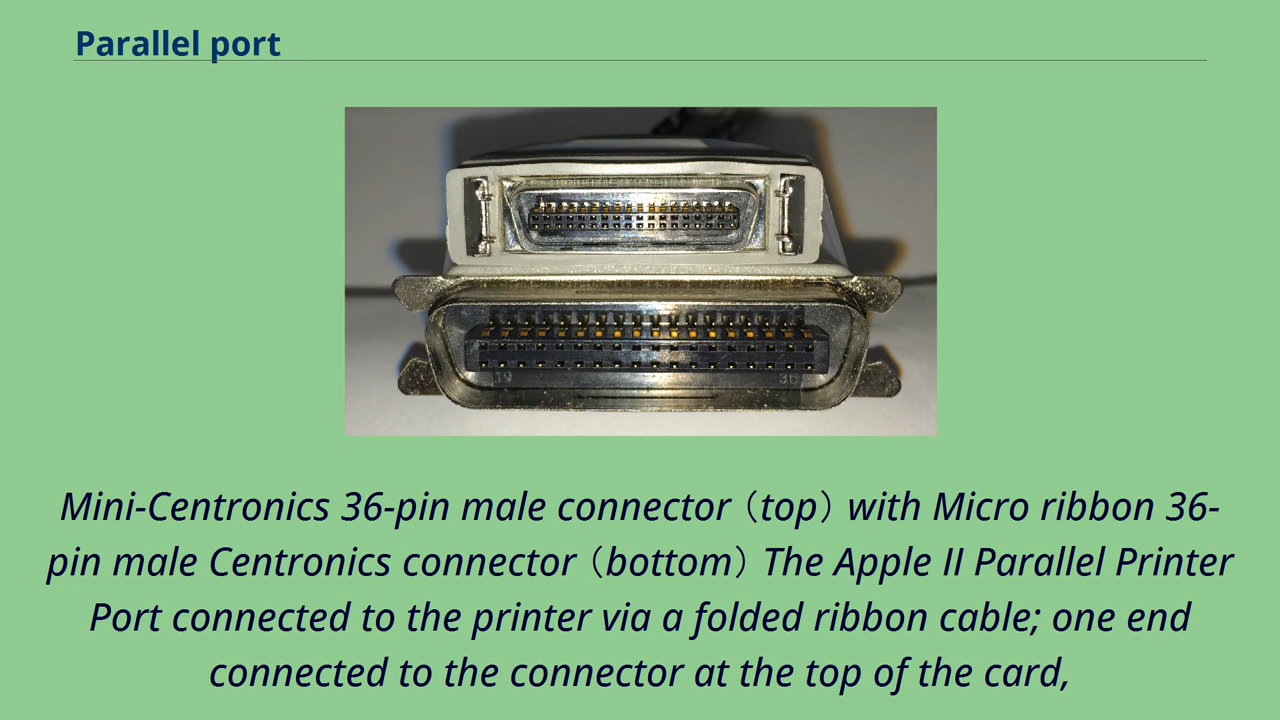 Parallel port
19 36
Mini-Centronics 36-pin male connector（top）with Micro ribbon 36-
pin male Centronics connector（bottom）The Apple II Parallel Printer
Port connected to the printer via a folded ribbon cable; one end
connected to the connector at the top of the card,